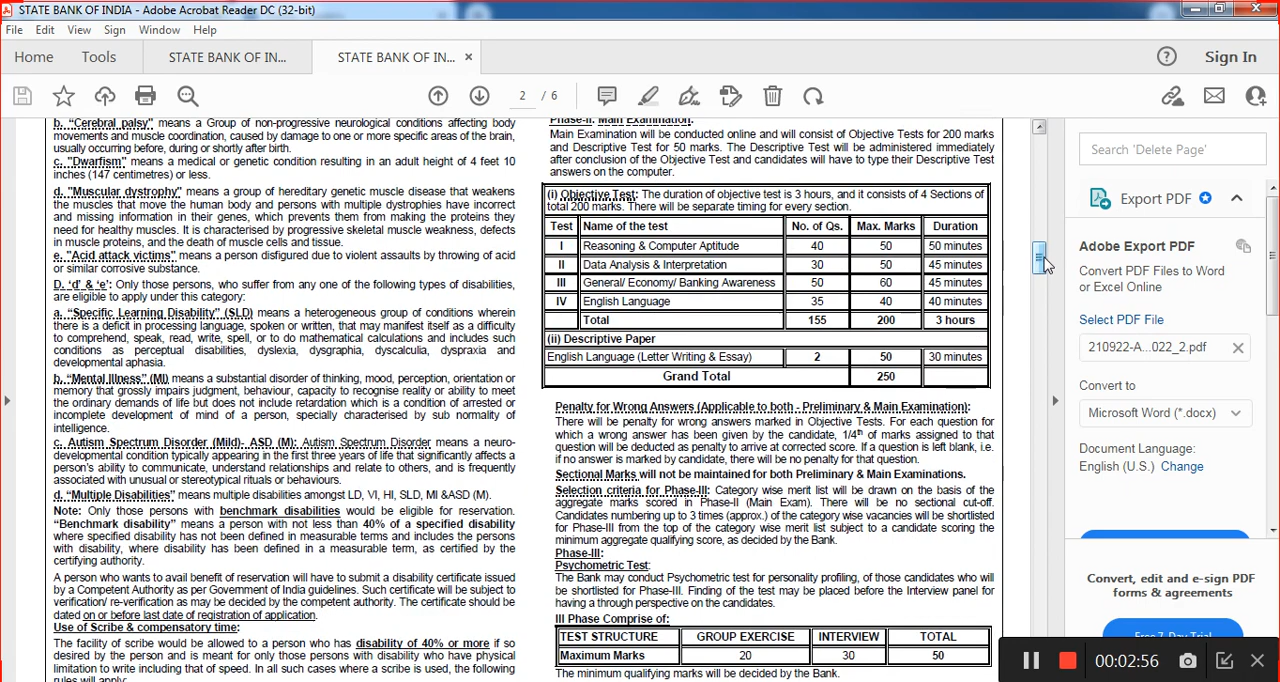 STATE BANK OF INDIA - Adobe Acrobat Reader DC (32-bit)
File Edit View Sign Window Help
Home Tools STATE BANK OF IN... STATE BANK OF IN... × Sign In
2 / 6
b. "Cerebral palsy" means a Group of non-progressive neurological conditions affecting body
movements and muscle coordination, caused by damage to one or more specific areas of the brain,
usually occurring before, during or shortly after birth.
c. "Dwarfism" means a medical or genetic condition resulting in an adult height of 4 feet 10
inches (147 centimetres) or less.
d. "Muscular dystrophy" means a group of hereditary genetic muscle disease that weakens
the muscles that move the human body and persons with multiple dystrophies have incorrect
and missing information in their genes, which prevents them from making the proteins they
need for healthy muscles. It is characterised by progressive skeletal muscle weakness, defects
in muscle proteins, and the death of muscle cells and tissue.
e. "Acid attack victims" means a person disfigured due to violent assaults by throwing of acid
or similar corrosive substance.
D. 'd' & 'e': Only those persons, who suffer from any one of the following types of disabilities,
are eligible to apply under this category:
a. "Specific Learning Disability" (SLD) means a heterogeneous group of conditions wherein
there is a deficit in processing language, spoken or written, that may manifest itself as a difficulty
to comprehend, speak, read, write, spell, or to do mathematical calculations and includes such
conditions as perceptual disabilities, dyslexia, dysgraphia, dyscalculia, dyspraxia and
developmental aphasia.
b. "Mental Illness" (MI) means a substantial disorder of thinking, mood, perception, orientation or
memory that grossly impairs judgment, behaviour, capacity to recognise reality or ability to meet
the ordinary demands of life but does not include retardation which is a condition of arrested or
incomplete development of mind of a person, specially characterised by sub normality of
intelligence.
c. Autism Spectrum Disorder (Mild)- ASD (M): Autism Spectrum Disorder means a neuro-
developmental condition typically appearing in the first three years of life that significantly affects a
person's ability to communicate, understand relationships and relate to others, and is frequently
associated with unusual or stereotypical rituals or behaviours.
d. "Multiple Disabilities" means multiple disabilities amongst LD, VI, HI, SLD, MI &ASD (M).
Note: Only those persons with benchmark disabilities would be eligible for reservation.
"Benchmark disability" means a person with not less than 40% of a specified disability
where specified disability has not been defined in measurable terms and includes the persons
with disability, where disability has been defined in a measurable term, as certified by the
certifying authority.
A person who wants to avail benefit of reservation will have to submit a disability certificate issued
by a Competent Authority as per Government of India guidelines. Such certificate will be subject to
verification/ re-verification as may be decided by the competent authority. The certificate should be
dated on or before last date of registration of application.
Use of Scribe & compensatory time:
The facility of scribe would be allowed to a person who has disability of 40% or more if so
desired by the person and is meant for only those persons with disability who have physical
limitation to write including that of speed. In all such cases where a scribe is used, the following
rules will apply:
Phase-II: Main Examination:
Main Examination will be conducted online and will consist of Objective Tests for 200 marks
and Descriptive Test for 50 marks. The Descriptive Test will be administered immediately
after conclusion of the Objective Test and candidates will have to type their Descriptive Test
answers on the computer.
(i) Objective Test: The duration of objective test is 3 hours, and it consists of 4 Sections of
total 200 marks. There will be separate timing for every section.
Test Name of the test No. of Qs. Max. Marks Duration
I Reasoning & Computer Aptitude 40 50 50 minutes
II Data Analysis & Interpretation 30 50 45 minutes
III General/ Economy/ Banking Awareness 50 60 45 minutes
IV English Language 35 40 40 minutes
Total 155 200 3 hours
(ii) Descriptive Paper
English Language (Letter Writing & Essay) 2 50 30 minutes
Grand Total 250
Penalty for Wrong Answers (Applicable to both - Preliminary & Main Examination):
There will be penalty for wrong answers marked in Objective Tests. For each question for
which a wrong answer has been given by the candidate, 1/4th of marks assigned to that
question will be deducted as penalty to arrive at corrected score. If a question is left blank, i.e.
if no answer is marked by candidate, there will be no penalty for that question.
Sectional Marks will not be maintained for both Preliminary & Main Examinations.
Selection criteria for Phase-III: Category wise merit list will be drawn on the basis of the
aggregate marks scored in Phase-II (Main Exam). There will be no sectional cut-off.
Candidates numbering up to 3 times (approx.) of the category wise vacancies will be shortlisted
for Phase-III from the top of the category wise merit list subject to a candidate scoring the
minimum aggregate qualifying score, as decided by the Bank.
Phase-III:
Psychometric Test:
The Bank may conduct Psychometric test for personality profiling, of those candidates who will
be shortlisted for Phase-III. Finding of the test may be placed before the Interview panel for
having a through perspective on the candidates.
III Phase Comprise of:
TEST STRUCTURE GROUP EXERCISE INTERVIEW TOTAL
Maximum Marks 20 30 50
The minimum qualifying marks will be decided by the Bank.
Search 'Delete Page'
Export PDF
Adobe Export PDF
Convert PDF Files to Word
or Excel Online
Select PDF File
210922-A...022_2.pdf
Convert to
Microsoft Word (*.docx)
Document Language:
English (U.S.) Change
Convert, edit and e-sign PDF
forms & agreements
Free 7-Day Trial
00:02:56